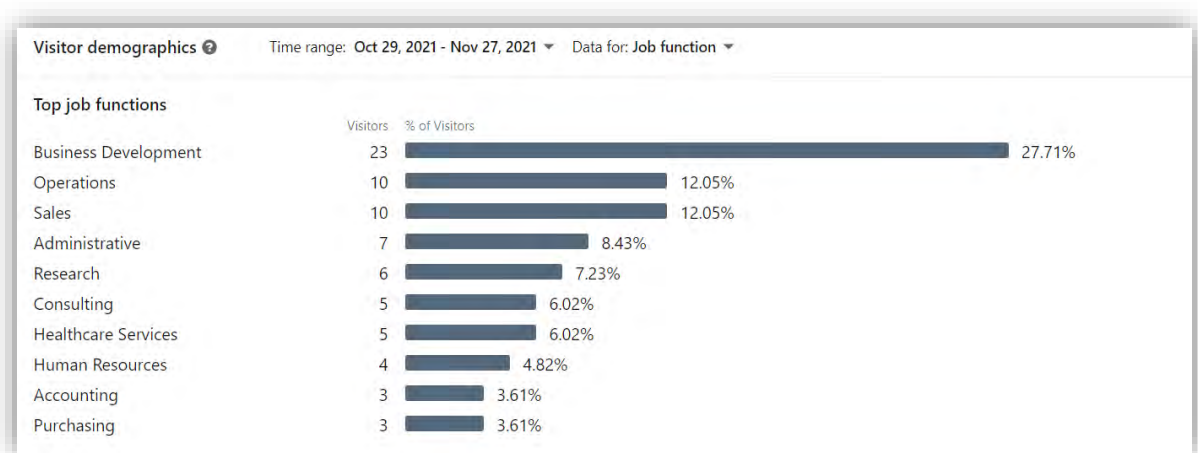 Visitor demographics Time range: Oct 29, 2021 - Nov 27, 2021 Data for: Job function
Top job functions
Visitors % of Visitors
Business Development 23 27.71%
Operations 10 12.05%
Sales 10 12.05%
Administrative 7 8.43%
Research 6 7.23%
Consulting 5 6.02%
Healthcare Services 5 6.02%
Human Resources 4 4.82%
Accounting 3 3.61%
Purchasing 3 3.61%